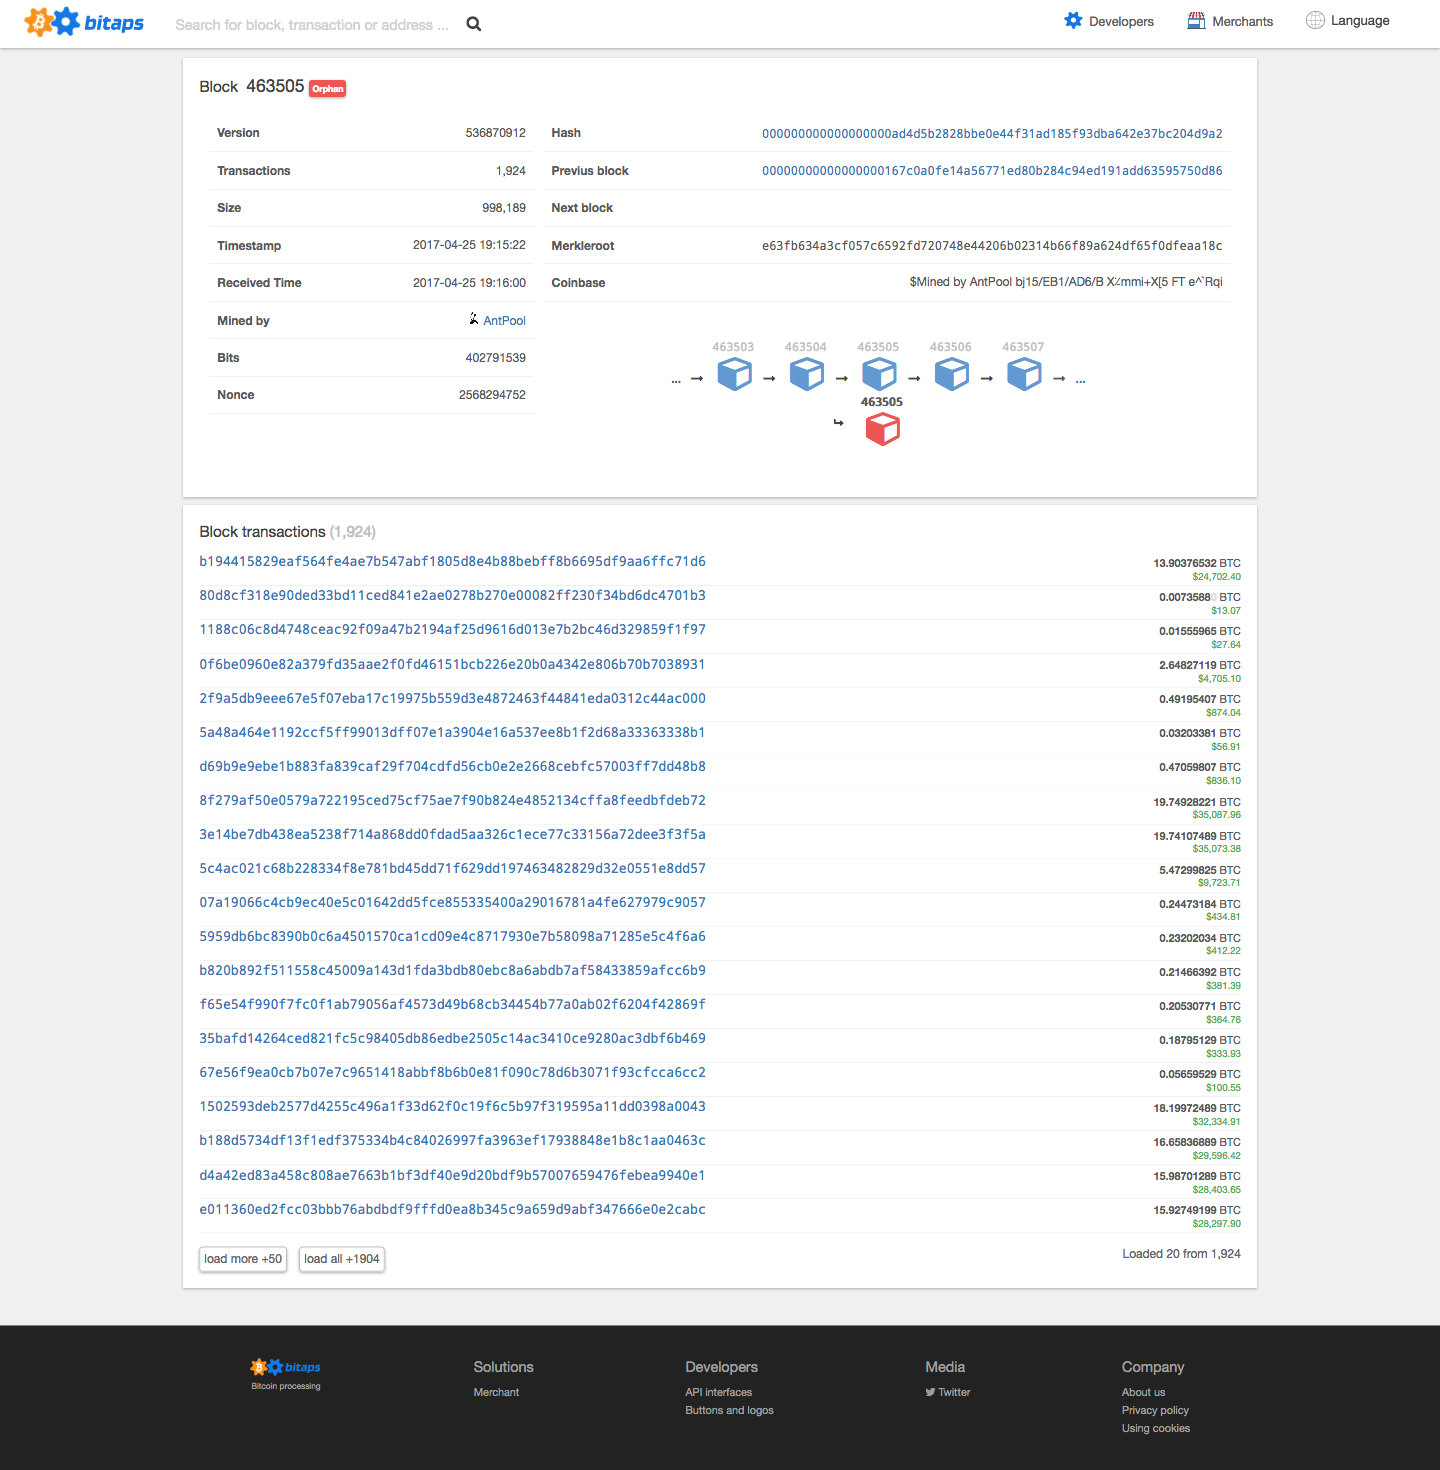 bitaps Search for block, transaction or address ... Developers Merchants Language
Block 463505 Orphan
Version 536870912 Hash 000000000000000000ad4d5b2828bbe0e44f31ad185f93dba642e37bc204d9a2
Transactions 1,924 Previus block 00000000000000000167c0a0fe14a56771ed80b284c94ed191add63595750d86
Size 998,189 Next block
Timestamp 2017-04-25 19:15:22 Merkleroot e63fb634a3cf057c6592fd720748e44206b02314b66f89a624df65f0dfeaa18c
Received Time 2017-04-25 19:16:00 Coinbase $Mined by AntPool bj15/EB1/AD6/B X⁒mmi+X[5 FT e^`Rqi
Mined by AntPool
Bits 402791539
Nonce 2568294752
463503 463504 463505 463506 463507
... → → → → → → ...
463505
↳
Block transactions (1,924)
b194415829eaf564fe4ae7b547abf1805d8e4b88bebff8b6695df9aa6ffc71d6 13.90376532 BTC
$24,702.40
80d8cf318e90ded33bd11ced841e2ae0278b270e00082ff230f34bd6dc4701b3 0.00735880 BTC
$13.07
1188c06c8d4748ceac92f09a47b2194af25d9616d013e7b2bc46d329859f1f97 0.01555965 BTC
$27.64
0f6be0960e82a379fd35aae2f0fd46151bcb226e20b0a4342e806b70b7038931 2.64827119 BTC
$4,705.10
2f9a5db9eee67e5f07eba17c19975b559d3e4872463f44841eda0312c44ac000 0.49195407 BTC
$874.04
5a48a464e1192ccf5ff99013dff07e1a3904e16a537ee8b1f2d68a33363338b1 0.03203381 BTC
$56.91
d69b9e9ebe1b883fa839caf29f704cdfd56cb0e2e2668cebfc57003ff7dd48b8 0.47059807 BTC
$836.10
8f279af50e0579a722195ced75cf75ae7f90b824e4852134cffa8feedbfdeb72 19.74928221 BTC
$35,087.96
3e14be7db438ea5238f714a868dd0fdad5aa326c1ece77c33156a72dee3f3f5a 19.74107489 BTC
$35,073.38
5c4ac021c68b228334f8e781bd45dd71f629dd197463482829d32e0551e8dd57 5.47299825 BTC
$9,723.71
07a19066c4cb9ec40e5c01642dd5fce855335400a29016781a4fe627979c9057 0.24473184 BTC
$434.81
5959db6bc8390b0c6a4501570ca1cd09e4c8717930e7b58098a71285e5c4f6a6 0.23202034 BTC
$412.22
b820b892f511558c45009a143d1fda3bdb80ebc8a6abdb7af58433859afcc6b9 0.21466392 BTC
$381.39
f65e54f990f7fc0f1ab79056af4573d49b68cb34454b77a0ab02f6204f42869f 0.20530771 BTC
$364.76
35bafd14264ced821fc5c98405db86edbe2505c14ac3410ce9280ac3dbf6b469 0.18795129 BTC
$333.93
67e56f9ea0cb7b07e7c9651418abbf8b6b0e81f090c78d6b3071f93cfcca6cc2 0.05659529 BTC
$100.55
1502593deb2577d4255c496a1f33d62f0c19f6c5b97f319595a11dd0398a0043 18.19972489 BTC
$32,334.91
b188d5734df13f1edf375334b4c84026997fa3963ef17938848e1b8c1aa0463c 16.65836889 BTC
$29,596.42
d4a42ed83a458c808ae7663b1bf3df40e9d20bdf9b57007659476febea9940e1 15.98701289 BTC
$28,403.65
e011360ed2fcc03bbb76abdbdf9fffd0ea8b345c9a659d9abf347666e0e2cabc 15.92749199 BTC
$28,297.90
load more +50 load all +1904 Loaded 20 from 1,924
bitaps Solutions Developers Media Company
Bitcoin processing Merchant API interfaces Twitter About us
Buttons and logos Privacy policy
Using cookies